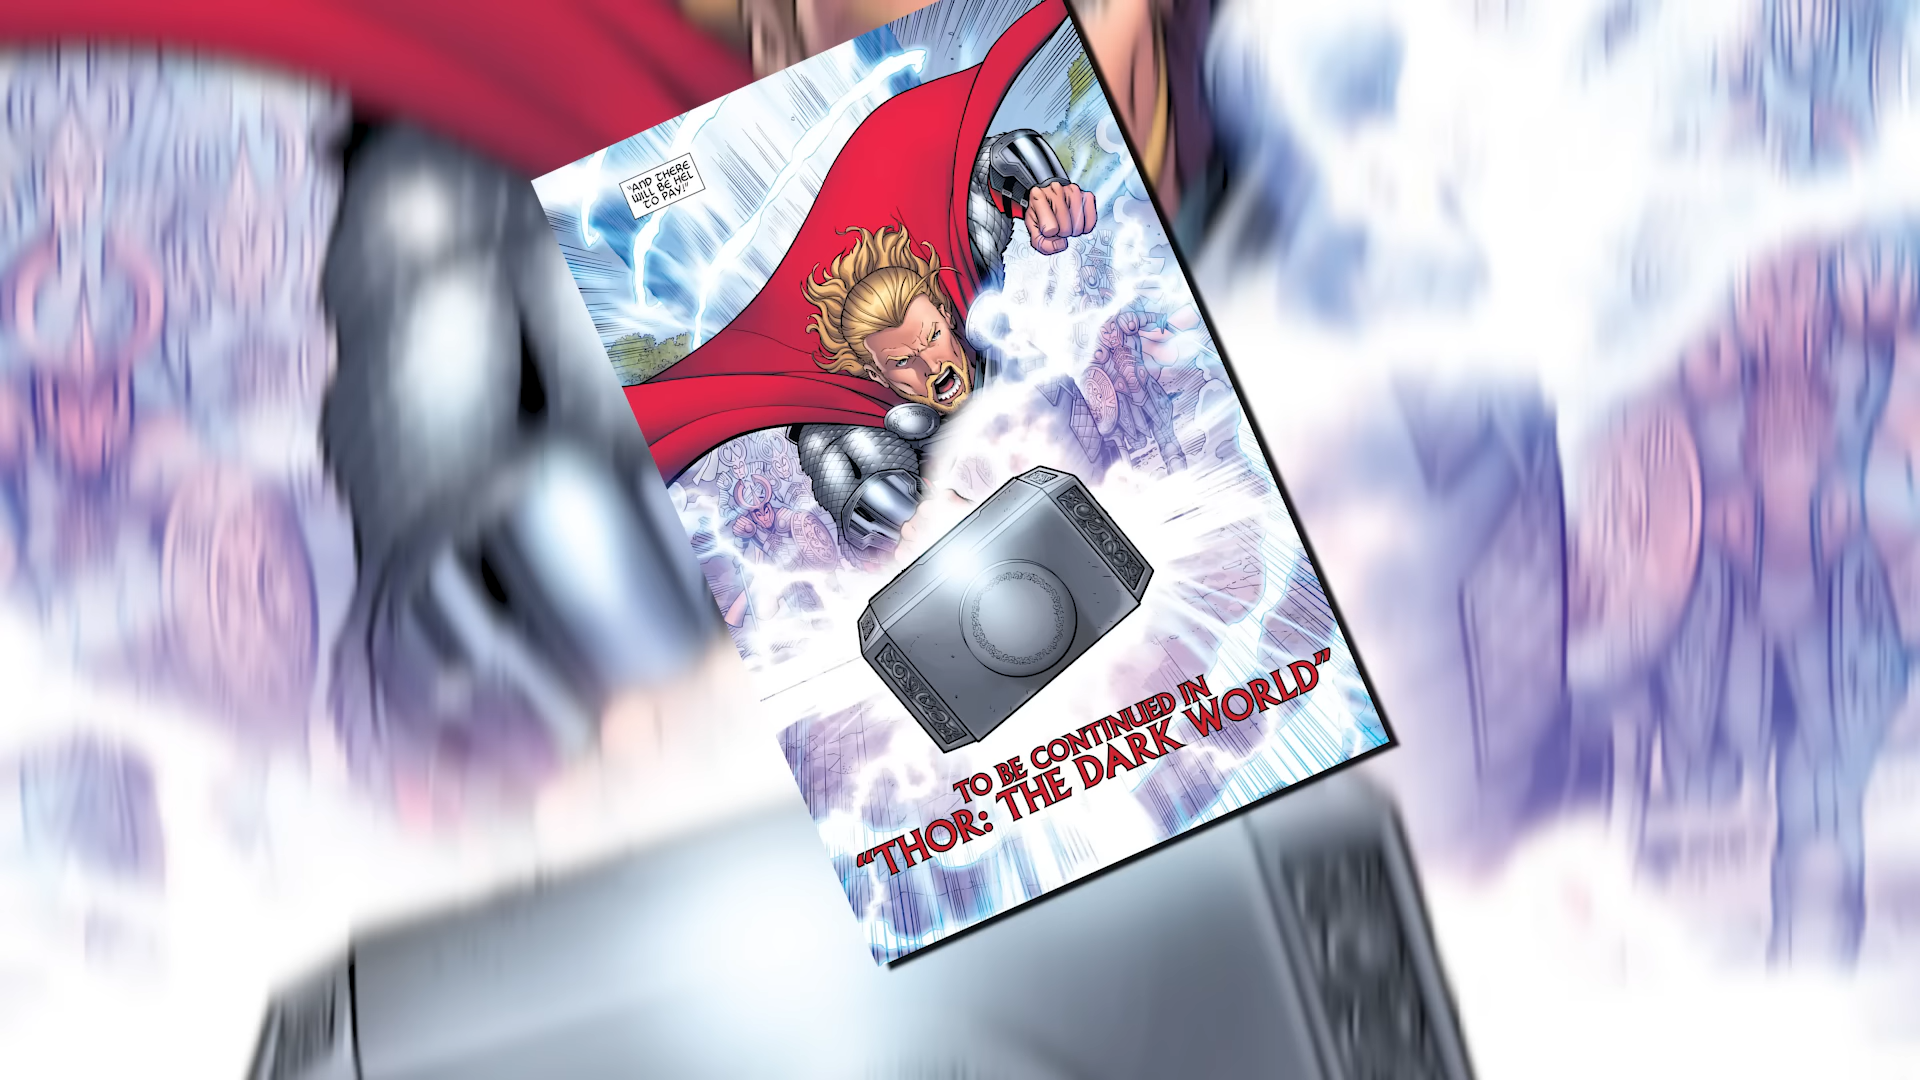 "AND THERE
WILL BE HEL
TO PAY!"
TO BE CONTINUED IN
"THOR: THE DARK WORLD"